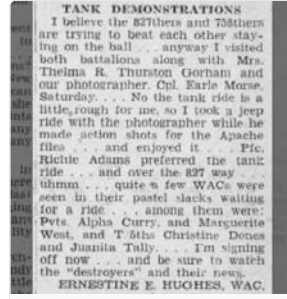 TANK DEMONSTRATIONS
I believe the 827thers and 758thers
are trying to beat each other stay-
ing on the ball . . . anyway I visited
both battalions along with Mrs.
Thelma R. Thurston Gorham and
our photographer, Cpl. Earle Morse,
Saturday. . . . No the tank ride is a
little rough for me, so I took a jeep
ride with the photographer while he
made action shots for the Apache
files . . . and enjoyed it . . . Pfc.
Richie Adams preferred the tank
ride . . . and over the 827 way . .
uhmm . . . quite a few WACs were
seen in their pastel slacks waiting
for a ride . . . among them were:
Pvts. Alpha Curry, and Marguerite
West, and T 5ths Christine Dones
and Juanita Tally. . . . I'm signing
off now . . . and be sure to watch
the "destroyers" and their news.
ERNESTINE E. HUGHES, WAC.